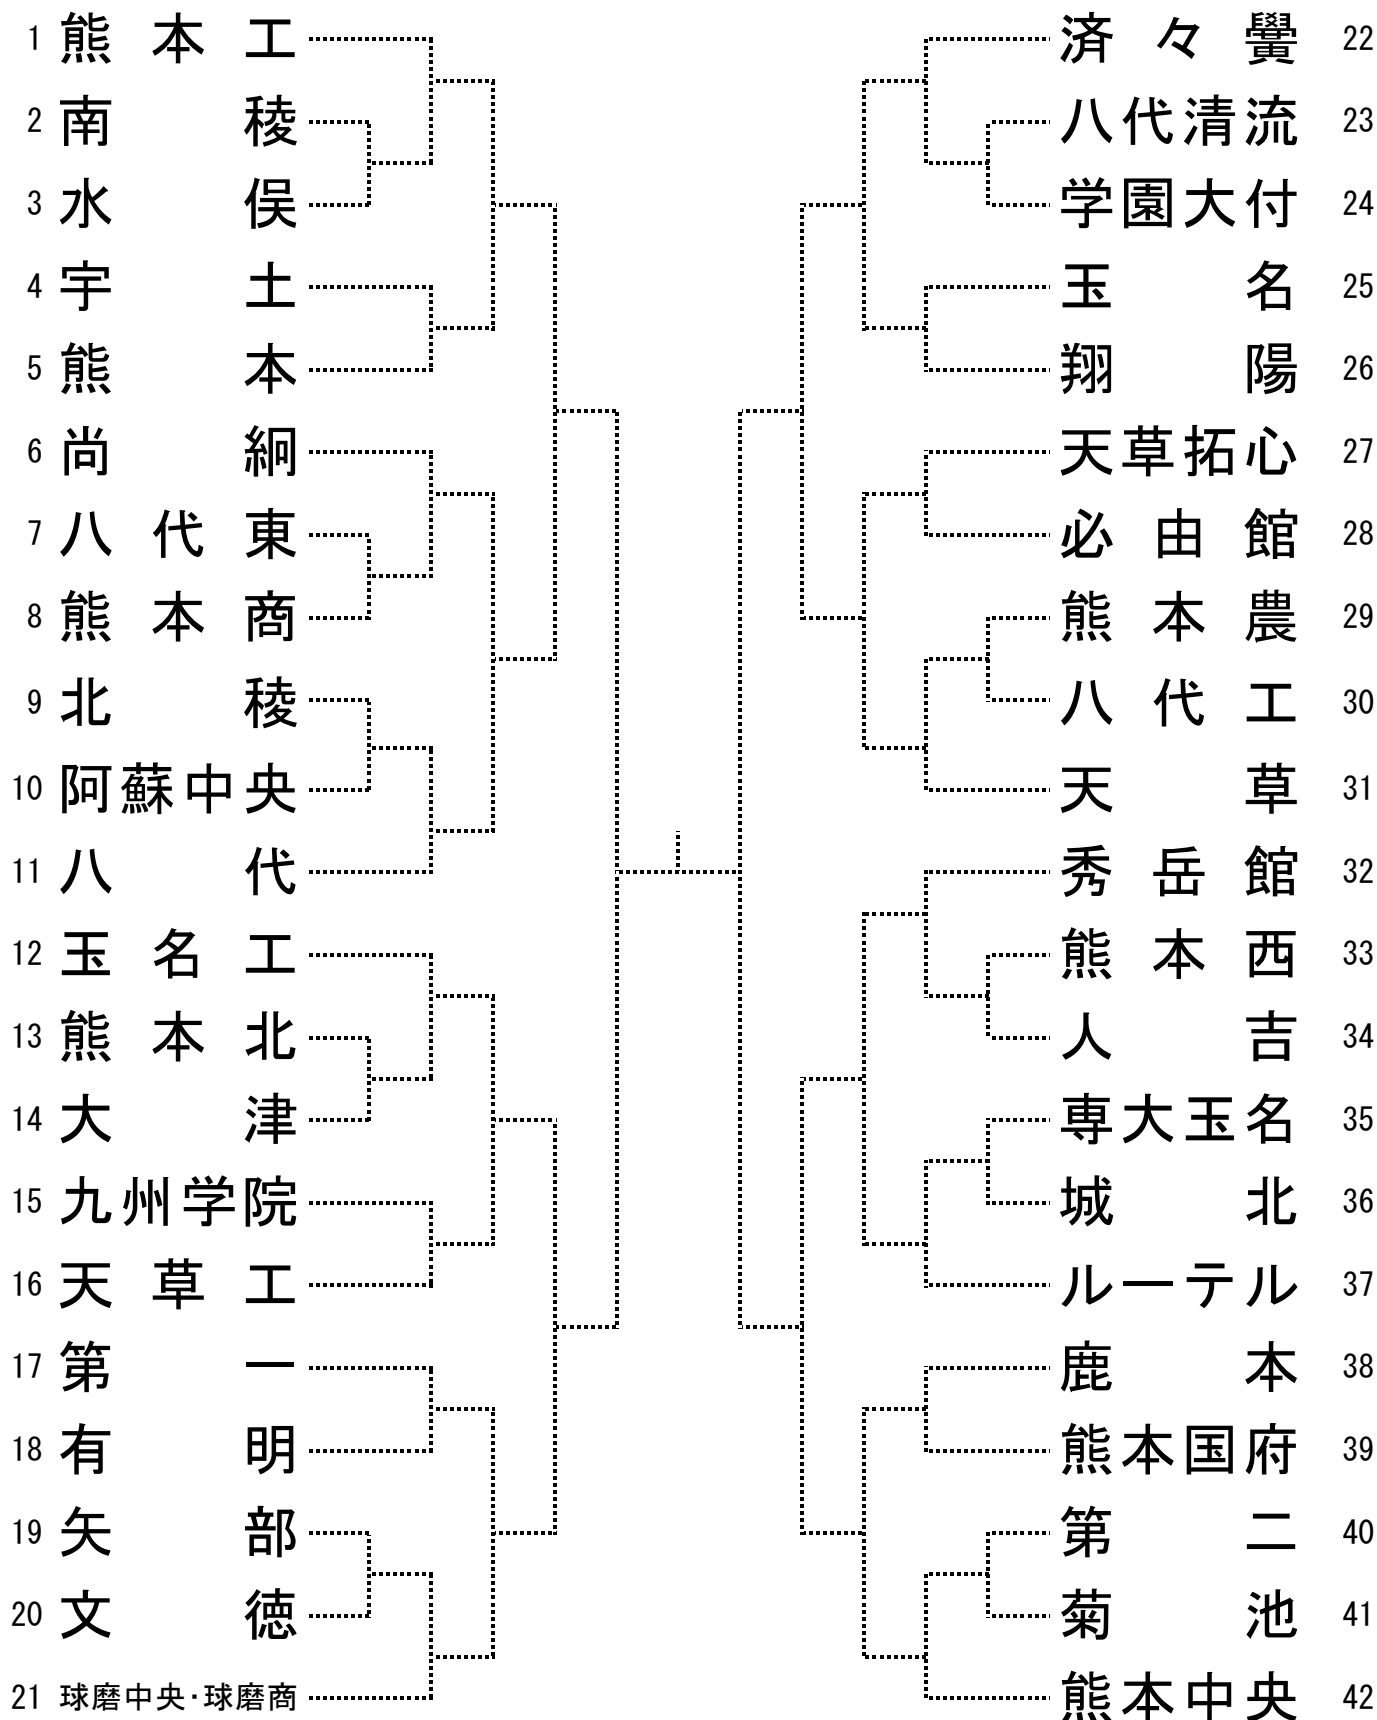 1 熊本工
2 南稜
3 水俣
4 宇土
5 熊本
6 尚絅
7 八代東
8 熊本商
9 北稜
10 阿蘇中央
11 八代
12 玉名工
13 熊本北
14 大津
15 九州学院
16 天草工
17 第一
18 有明
19 矢部
20 文徳
21 球磨中央・球磨商
済々黌 22
八代清流 23
学園大付 24
玉名 25
翔陽 26
天草拓心 27
必由館 28
熊本農 29
八代工 30
天草 31
秀岳館 32
熊本西 33
人吉 34
専大玉名 35
城北 36
ルーテル 37
鹿本 38
熊本国府 39
第二 40
菊池 41
熊本中央 42